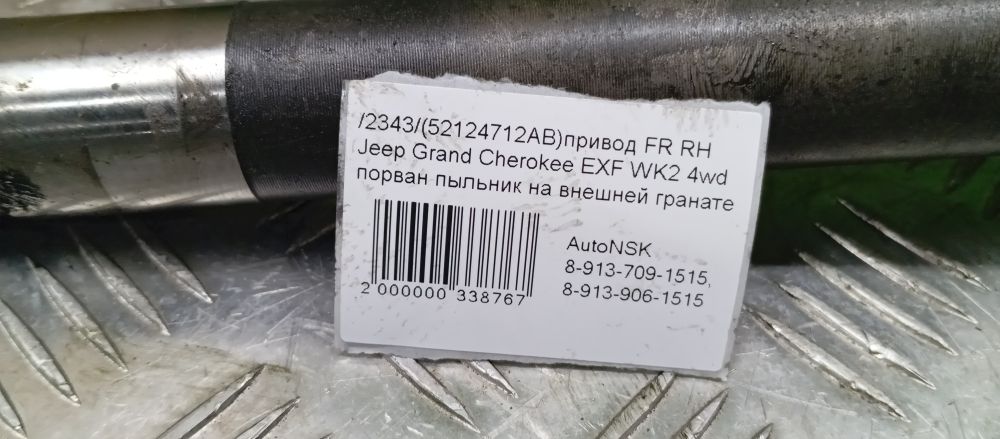 /2343/(52124712AB)привод FR RH
Jeep Grand Cherokee EXF WK2 4wd
порван пыльник на внешней гранате
AutoNSK
8-913-709-1515,
8-913-906-1515
2 000000 338767